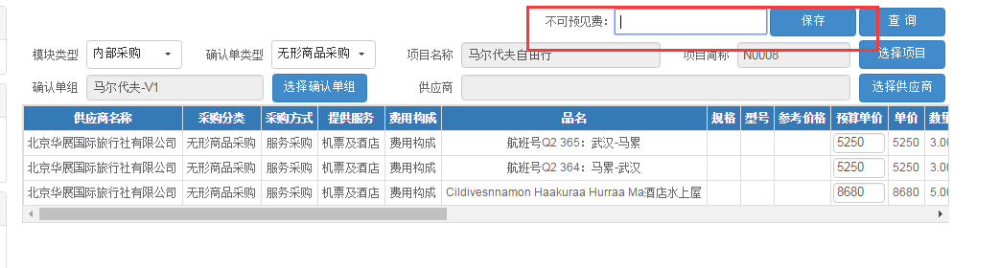 不可预见费： 保存 查 询
模块类型 内部采购 确认单类型 无形商品采购 项目名称 马尔代夫自由行 项目简称 N0008 选择项目
确认单组 马尔代夫-V1 选择确认单组 供应商 选择供应商
供应商名称 采购分类 采购方式 提供服务 费用构成 品名 规格 型号 参考价格 预算单价 单价 数量
北京华展国际旅行社有限公司 无形商品采购 服务采购 机票及酒店 费用构成 航班号Q2 365：武汉-马累 5250 5250 3.00
北京华展国际旅行社有限公司 无形商品采购 服务采购 机票及酒店 费用构成 航班号Q2 364：马累-武汉 5250 5250 3.00
北京华展国际旅行社有限公司 无形商品采购 服务采购 机票及酒店 费用构成 Cildivesnnamon Haakuraa Hurraa Ma酒店水上屋 8680 8680 5.00